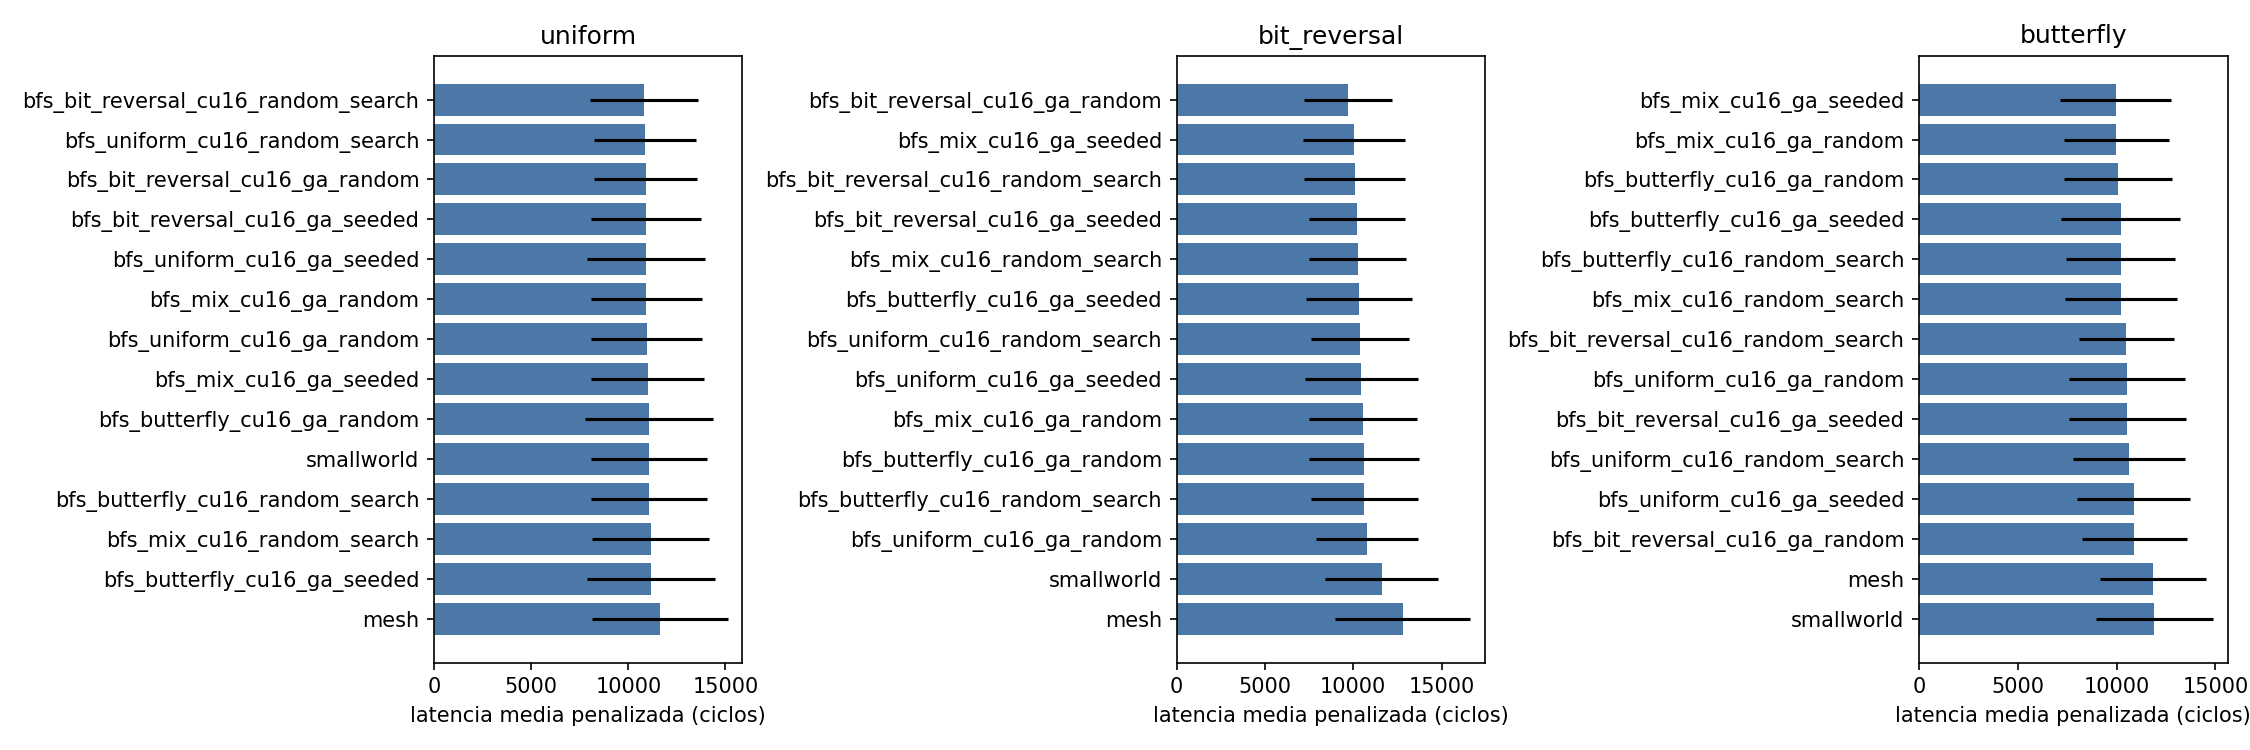 uniform
bfs_bit_reversal_cu16_random_search
bfs_uniform_cu16_random_search
bfs_bit_reversal_cu16_ga_random
bfs_bit_reversal_cu16_ga_seeded
bfs_uniform_cu16_ga_seeded
bfs_mix_cu16_ga_random
bfs_uniform_cu16_ga_random
bfs_mix_cu16_ga_seeded
bfs_butterfly_cu16_ga_random
smallworld
bfs_butterfly_cu16_random_search
bfs_mix_cu16_random_search
bfs_butterfly_cu16_ga_seeded
mesh
0 5000 10000 15000
latencia media penalizada (ciclos)
bit_reversal
bfs_bit_reversal_cu16_ga_random
bfs_mix_cu16_ga_seeded
bfs_bit_reversal_cu16_random_search
bfs_bit_reversal_cu16_ga_seeded
bfs_mix_cu16_random_search
bfs_butterfly_cu16_ga_seeded
bfs_uniform_cu16_random_search
bfs_uniform_cu16_ga_seeded
bfs_mix_cu16_ga_random
bfs_butterfly_cu16_ga_random
bfs_butterfly_cu16_random_search
bfs_uniform_cu16_ga_random
smallworld
mesh
0 5000 10000 15000
latencia media penalizada (ciclos)
butterfly
bfs_mix_cu16_ga_seeded
bfs_mix_cu16_ga_random
bfs_butterfly_cu16_ga_random
bfs_butterfly_cu16_ga_seeded
bfs_butterfly_cu16_random_search
bfs_mix_cu16_random_search
bfs_bit_reversal_cu16_random_search
bfs_uniform_cu16_ga_random
bfs_bit_reversal_cu16_ga_seeded
bfs_uniform_cu16_random_search
bfs_uniform_cu16_ga_seeded
bfs_bit_reversal_cu16_ga_random
mesh
smallworld
0 5000 10000 15000
latencia media penalizada (ciclos)